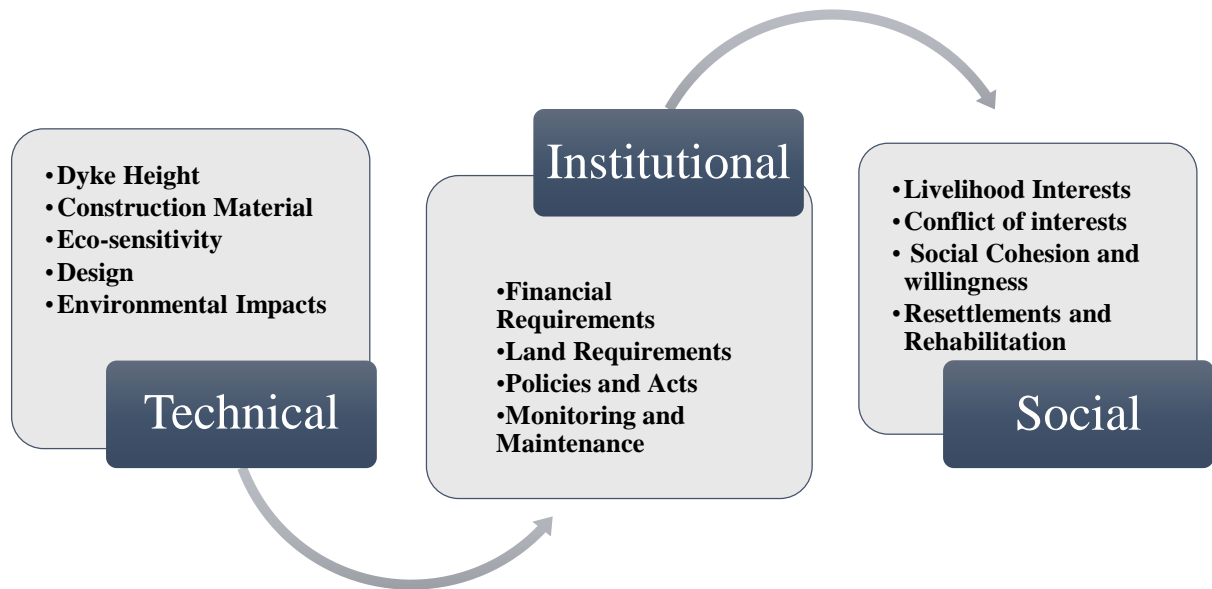 •Dyke Height
•Construction Material
•Eco-sensitivity
•Design
•Environmental Impacts
Technical
Institutional
•Financial
Requirements
•Land Requirements
•Policies and Acts
•Monitoring and
Maintenance
•Livelihood Interests
•Conflict of interests
• Social Cohesion and
willingness
•Resettlements and
Rehabilitation
Social